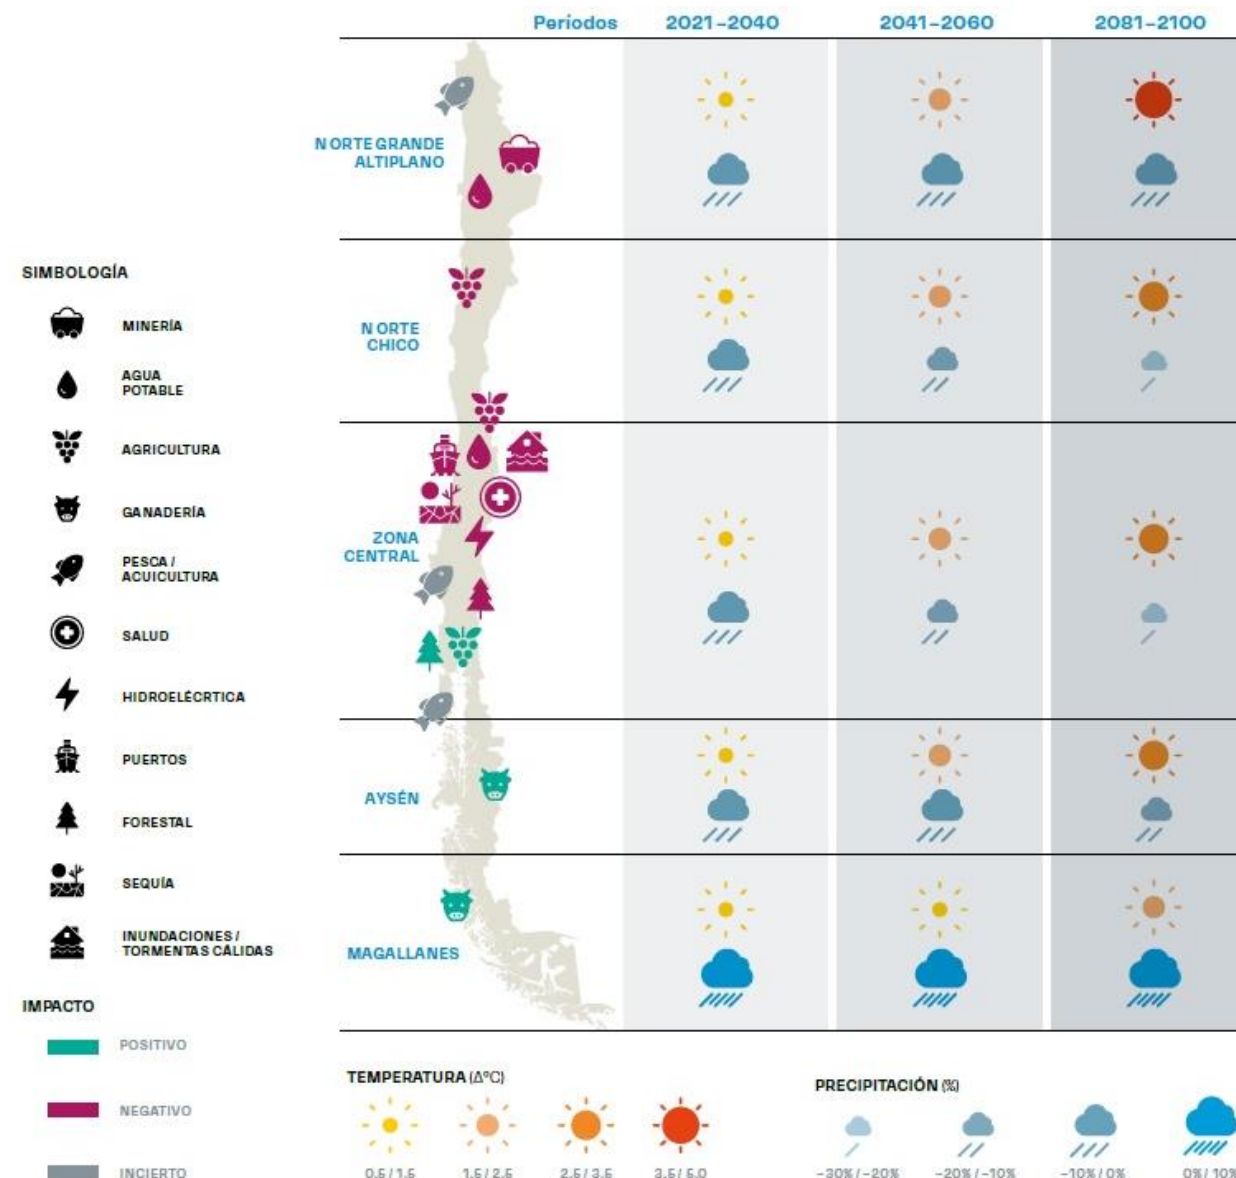 Períodos 2021–2040 2041–2060 2081–2100
NORTE GRANDE
ALTIPLANO
NORTE
CHICO
ZONA
CENTRAL
AYSÉN
MAGALLANES
SIMBOLOGÍA
MINERÍA
AGUA
POTABLE
AGRICULTURA
GANADERÍA
PESCA /
ACUICULTURA
SALUD
HIDROELÉCRTICA
PUERTOS
FORESTAL
SEQUÍA
INUNDACIONES /
TORMENTAS CÁLIDAS
IMPACTO
POSITIVO
NEGATIVO
INCIERTO
TEMPERATURA (Δ°C)
0.5 / 1.5 1.5 / 2.5 2.5 / 3.5 3.5 / 5.0
PRECIPITACIÓN (%)
–30% / –20% –20% / –10% –10% / 0% 0% / 10%